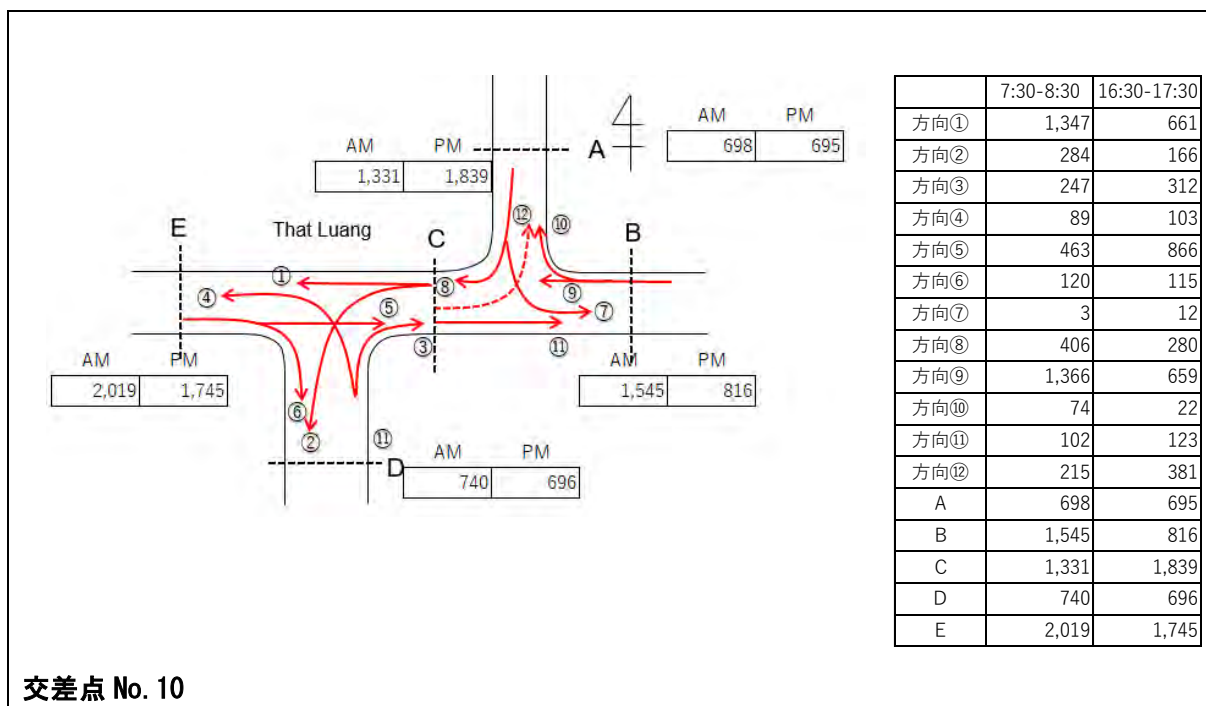 AM PM
698 695
A
AM PM
1,331 1,839
⑫ ⑩
E That Luang C B
① ⑧ ⑨
④ ⑤ ⑦
③ ⑪
AM PM
2,019 1,745
AM PM
1,545 816
⑥
② ⑪
D
AM PM
740 696
7:30-8:30 16:30-17:30
方向① 1,347 661
方向② 284 166
方向③ 247 312
方向④ 89 103
方向⑤ 463 866
方向⑥ 120 115
方向⑦ 3 12
方向⑧ 406 280
方向⑨ 1,366 659
方向⑩ 74 22
方向⑪ 102 123
方向⑫ 215 381
A 698 695
B 1,545 816
C 1,331 1,839
D 740 696
E 2,019 1,745
交差点 No. 10